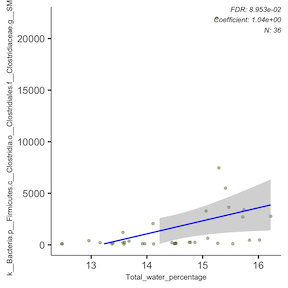 FDR: 8.953e-02
Coefficient: 1.04e+00
N: 36
k__Bacteria.p__Firmicutes.c__Clostridia.o__Clostridiales.f__Clostridiaceae.g__SM
20000
15000
10000
5000
0
13
14
15
16
Total_water_percentage